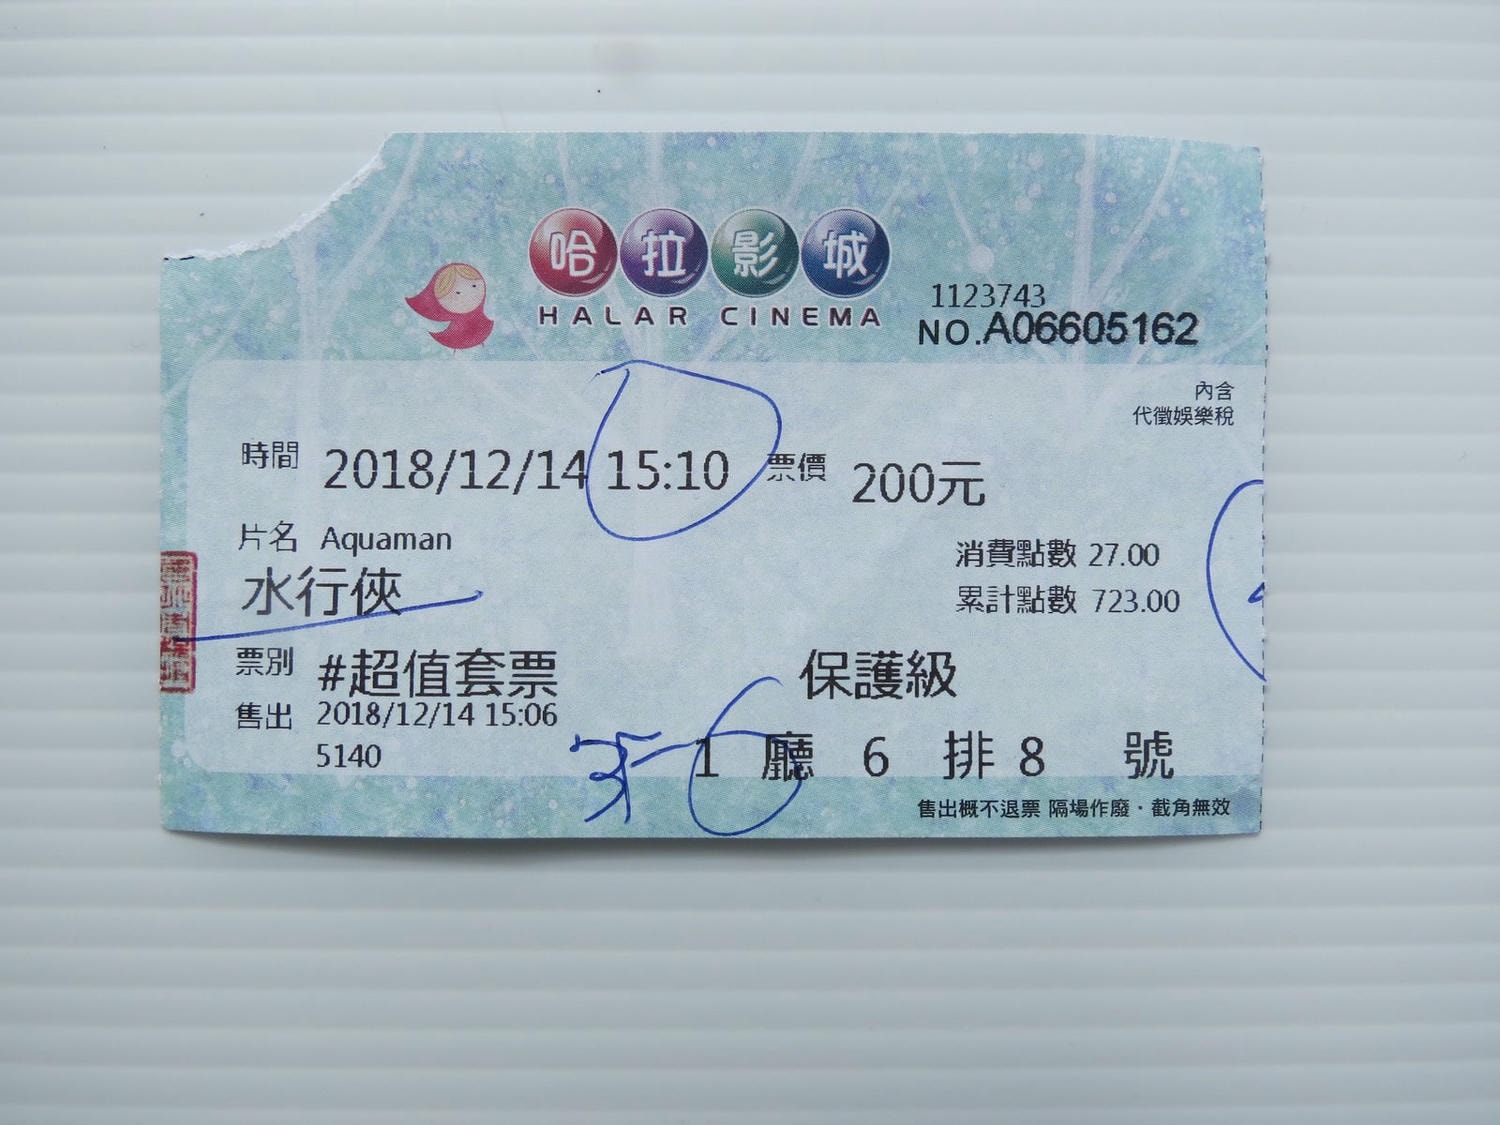 哈拉影城
HALAR CINEMA
1123743
NO.A06605162
內含
代徵娛樂稅
時間 2018/12/14 15:10 票價 200元
片名 Aquaman
水行俠
消費點數 27.00
累計點數 723.00
票別 #超值套票 保護級
售出 2018/12/14 15:06
5140
1 廳 6 排 8 號
售出概不退票 隔場作廢·截角無效